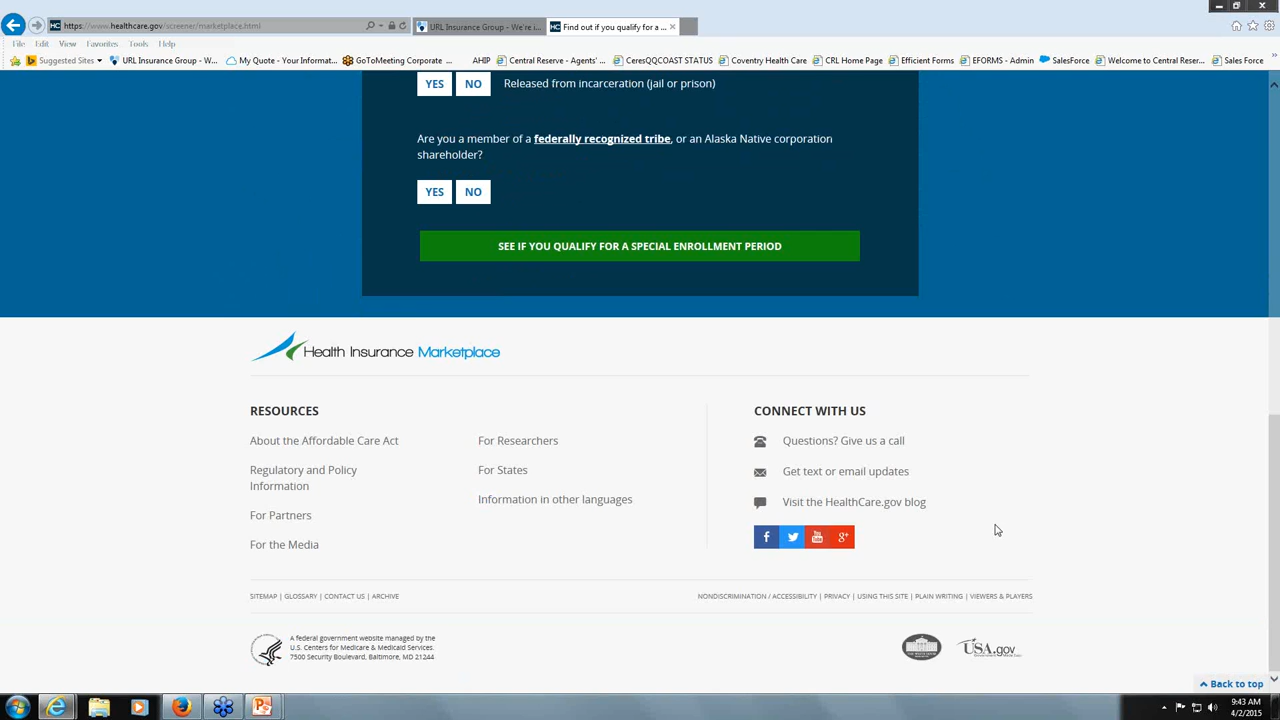 https://www.healthcare.gov/screener/marketplace.html
URL Insurance Group - We're i...
Find out if you qualify for a ...
File Edit View Favorites Tools Help
Suggested Sites
URL Insurance Group - W...
My Quote - Your Informat...
GoToMeeting Corporate ...
AHIP
Central Reserve - Agents' ...
CeresQQCOAST STATUS
Coventry Health Care
CRL Home Page
Efficient Forms
EFORMS - Admin
SalesForce
Welcome to Central Reser...
Sales Force
YES NO Released from incarceration (jail or prison)
Are you a member of a federally recognized tribe, or an Alaska Native corporation
shareholder?
YES NO
SEE IF YOU QUALIFY FOR A SPECIAL ENROLLMENT PERIOD
Health Insurance Marketplace
RESOURCES
About the Affordable Care Act
Regulatory and Policy
Information
For Partners
For the Media
For Researchers
For States
Information in other languages
CONNECT WITH US
Questions? Give us a call
Get text or email updates
Visit the HealthCare.gov blog
SITEMAP | GLOSSARY | CONTACT US | ARCHIVE
NONDISCRIMINATION / ACCESSIBILITY | PRIVACY | USING THIS SITE | PLAIN WRITING | VIEWERS & PLAYERS
A federal government website managed by the
U.S. Centers for Medicare & Medicaid Services.
7500 Security Boulevard, Baltimore, MD 21244
USA.gov
Back to top
9:43 AM
4/2/2015